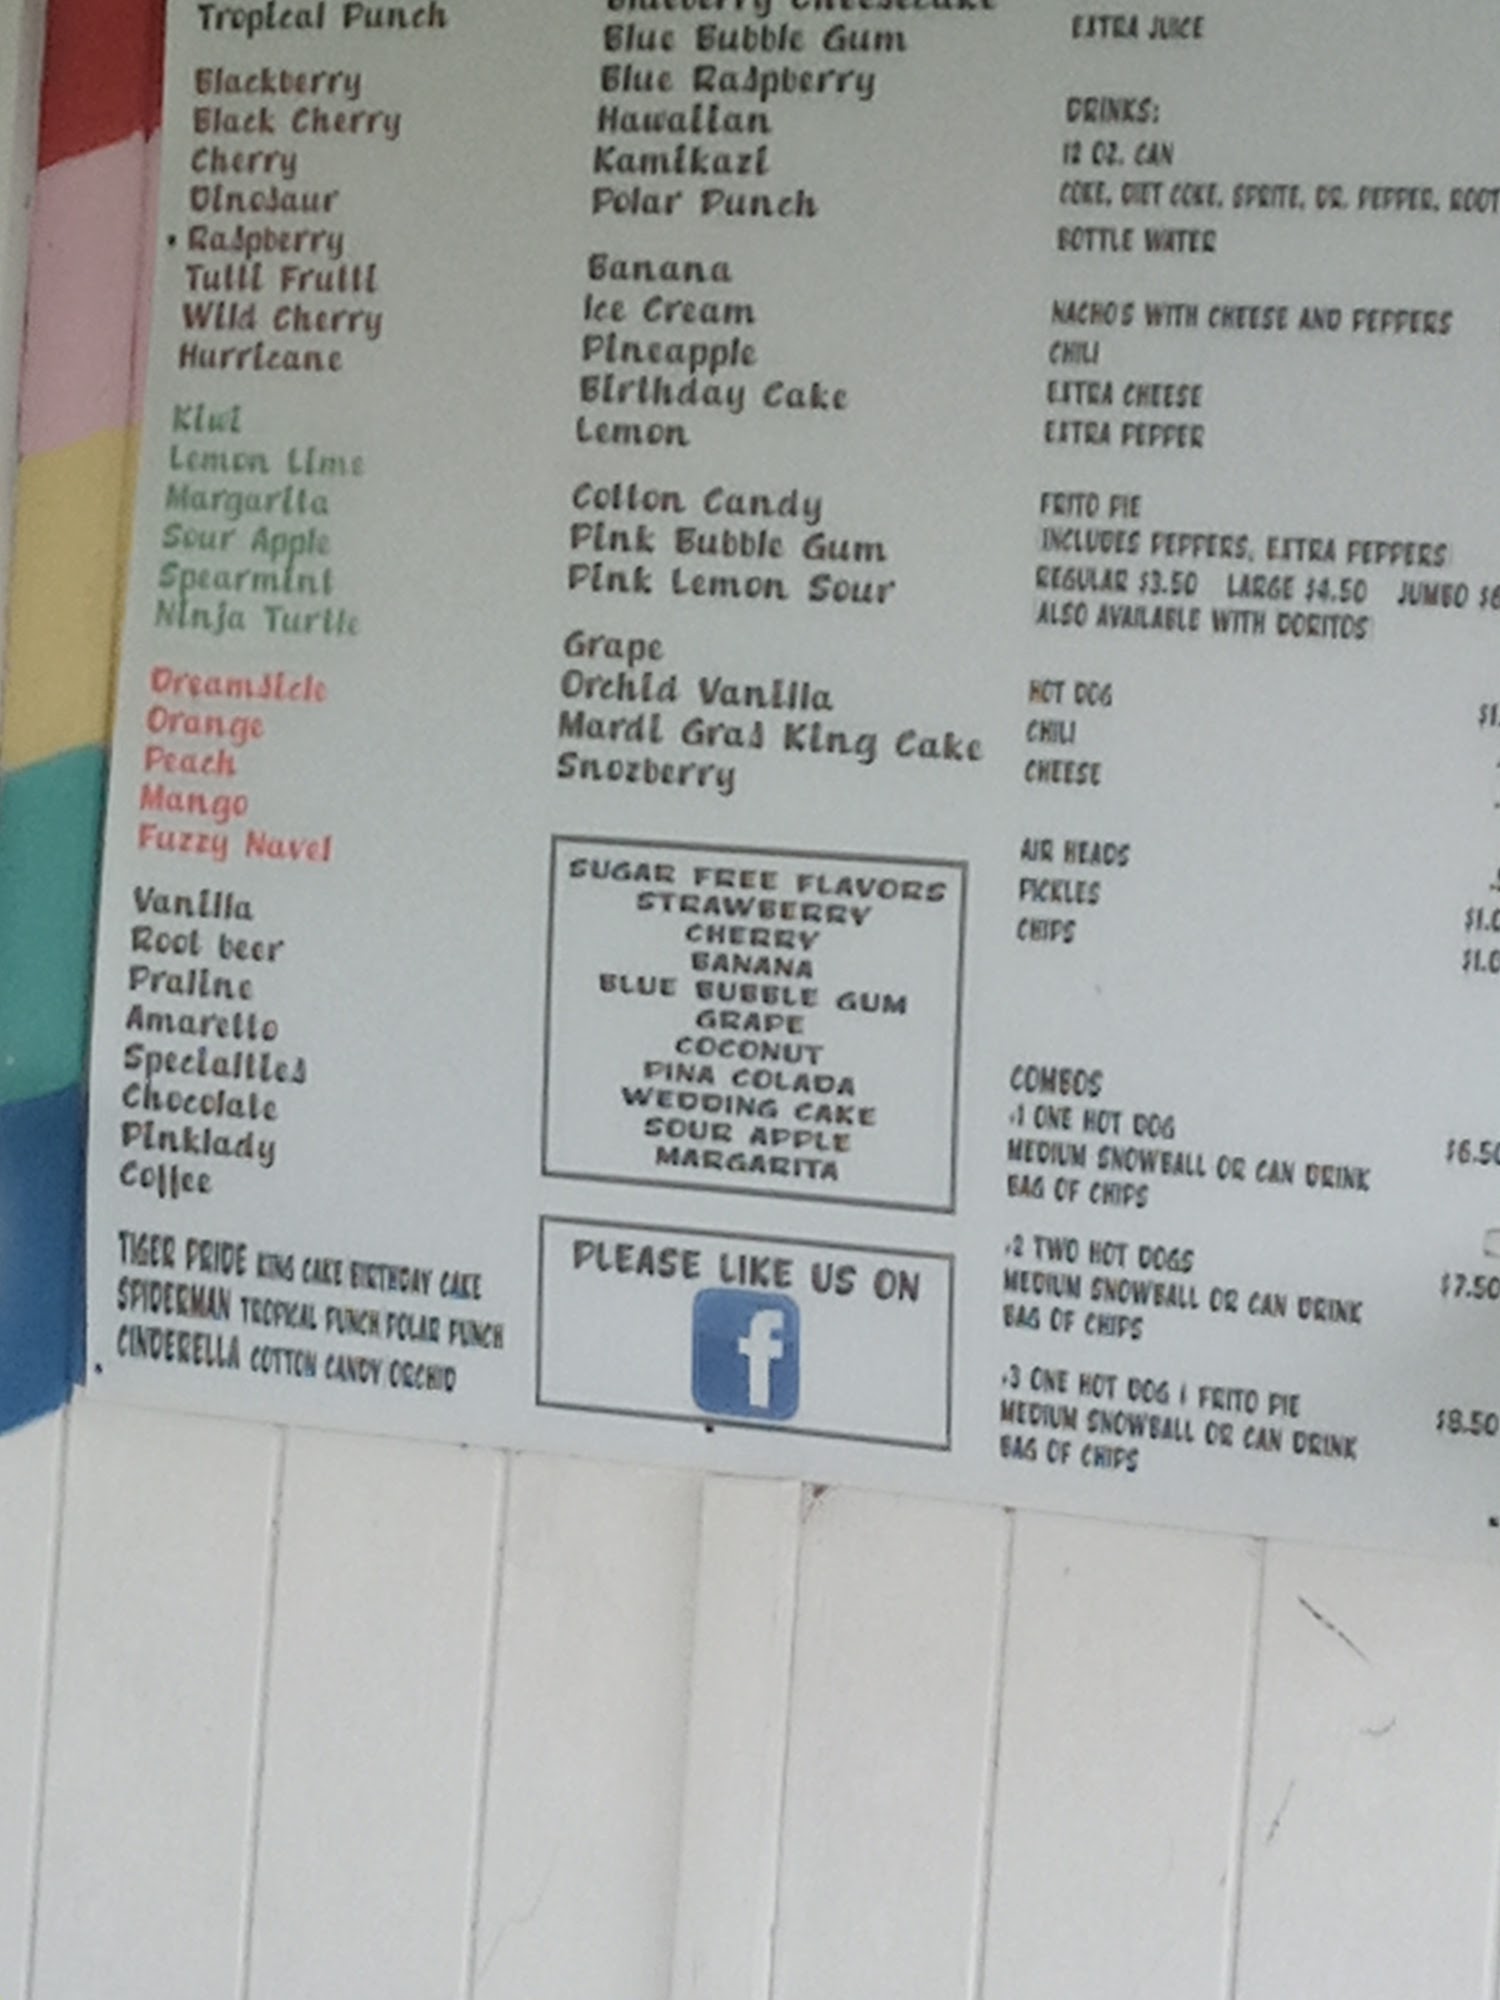 Tropical Punch
Blackberry
Black Cherry
Cherry
Dinosaur
Raspberry
Tutti Frutti
Wild Cherry
Hurricane
Kiwi
Lemon Lime
Margarita
Sour Apple
Spearmint
Ninja Turtle
Dreamsicle
Orange
Peach
Mango
Fuzzy Navel
Vanilla
Root beer
Praline
Amaretto
Specialties
Chocolate
Pinklady
Coffee
TIGER PRIDE KING CAKE BIRTHDAY CAKE
SPIDERMAN TROPICAL PUNCH POLAR PUNCH
CINDERELLA COTTON CANDY ORCHID
Blueberry Cheesecake
Blue Bubble Gum
Blue Raspberry
Hawaiian
Kamikazi
Polar Punch
Banana
Ice Cream
Pineapple
Birthday Cake
Lemon
Cotton Candy
Pink Bubble Gum
Pink Lemon Sour
Grape
Orchid Vanilla
Mardi Gras King Cake
Snozberry
SUGAR FREE FLAVORS
STRAWBERRY
CHERRY
BANANA
BLUE BUBBLE GUM
GRAPE
COCONUT
PINA COLADA
WEDDING CAKE
SOUR APPLE
MARGARITA
PLEASE LIKE US ON
f
EXTRA JUICE
DRINKS:
12 OZ. CAN
COKE, DIET COKE, SPRITE, DR. PEPPER, ROOT
BOTTLE WATER
NACHOS WITH CHEESE AND PEPPERS
CHILI
EXTRA CHEESE
EXTRA PEPPER
FRITO PIE
INCLUDES PEPPERS, EXTRA PEPPERS
REGULAR $3.50 LARGE $4.50 JUMBO $6
ALSO AVAILABLE WITH DORITOS
HOT DOG $1.
CHILI
CHEESE
AIR HEADS
PICKLES $1.0
CHIPS $1.0
COMBOS
#1 ONE HOT DOG $6.50
MEDIUM SNOWBALL OR CAN DRINK
BAG OF CHIPS
#2 TWO HOT DOGS $7.50
MEDIUM SNOWBALL OR CAN DRINK
BAG OF CHIPS
#3 ONE HOT DOG / FRITO PIE $8.50
MEDIUM SNOWBALL OR CAN DRINK
BAG OF CHIPS